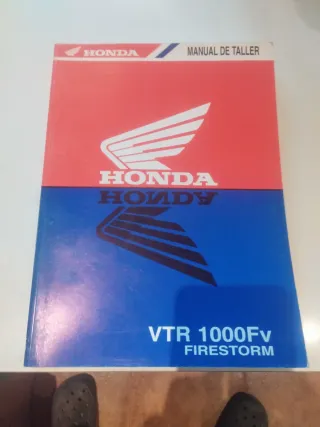 HONDA MANUAL DE TALLER
HONDA
HONDA
VTR 1000Fv
FIRESTORM